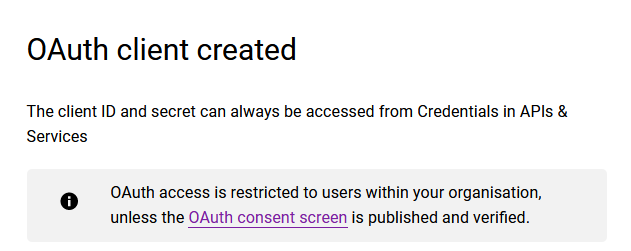 OAuth client created
The client ID and secret can always be accessed from Credentials in APIs &
Services
OAuth access is restricted to users within your organisation,
unless the OAuth consent screen is published and verified.